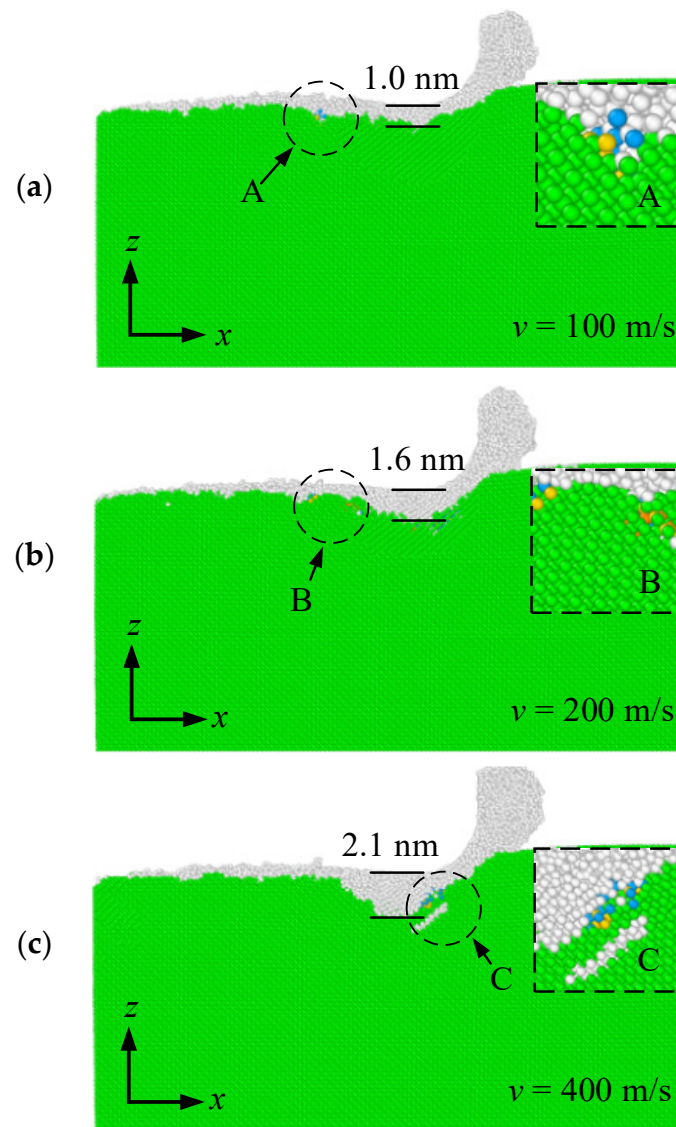 1.0 nm
(a)
A
A
z
x
v = 100 m/s
1.6 nm
(b)
B
B
z
x
v = 200 m/s
2.1 nm
(c)
C
C
z
x
v = 400 m/s